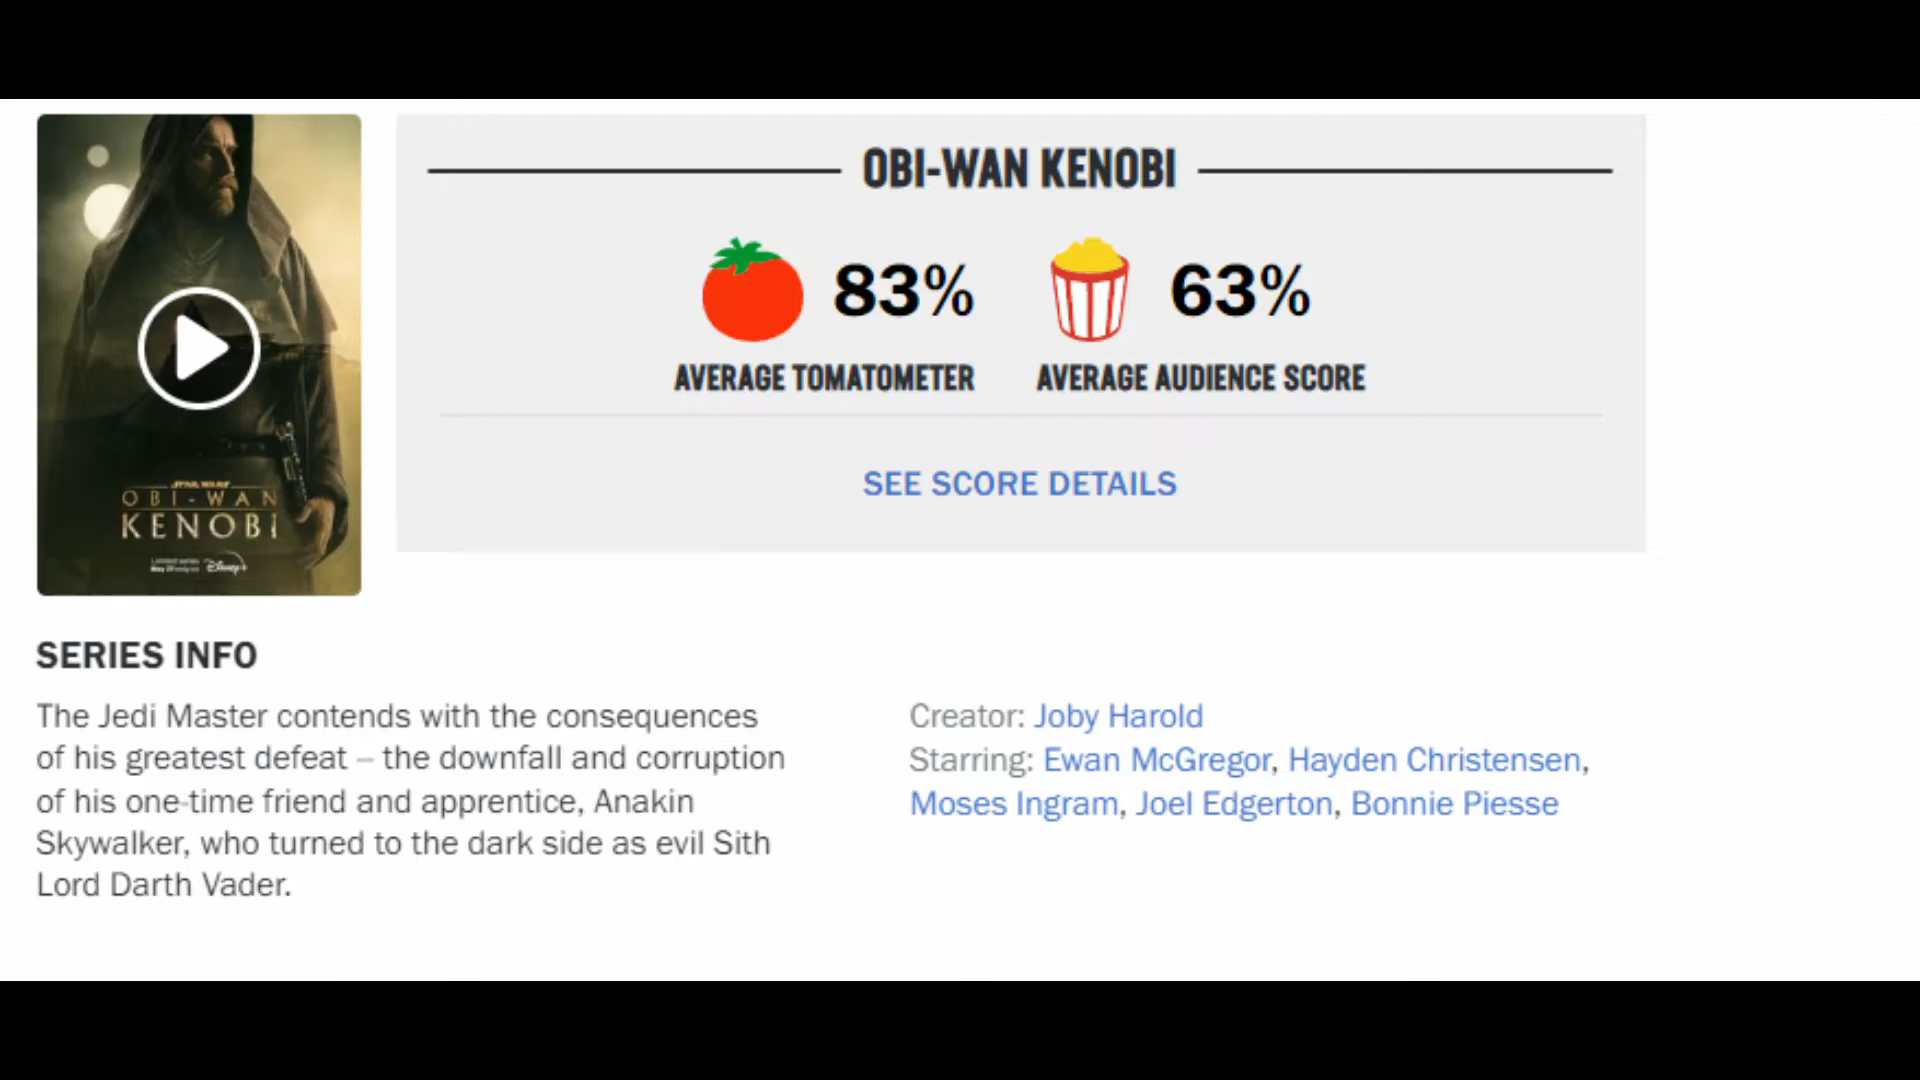 STAR WARS
OBI-WAN
KENOBI
Disney+
OBI-WAN KENOBI
83%
63%
AVERAGE TOMATOMETER
AVERAGE AUDIENCE SCORE
SEE SCORE DETAILS
SERIES INFO
The Jedi Master contends with the consequences
of his greatest defeat – the downfall and corruption
of his one-time friend and apprentice, Anakin
Skywalker, who turned to the dark side as evil Sith
Lord Darth Vader.
Creator: Joby Harold
Starring: Ewan McGregor, Hayden Christensen,
Moses Ingram, Joel Edgerton, Bonnie Piesse